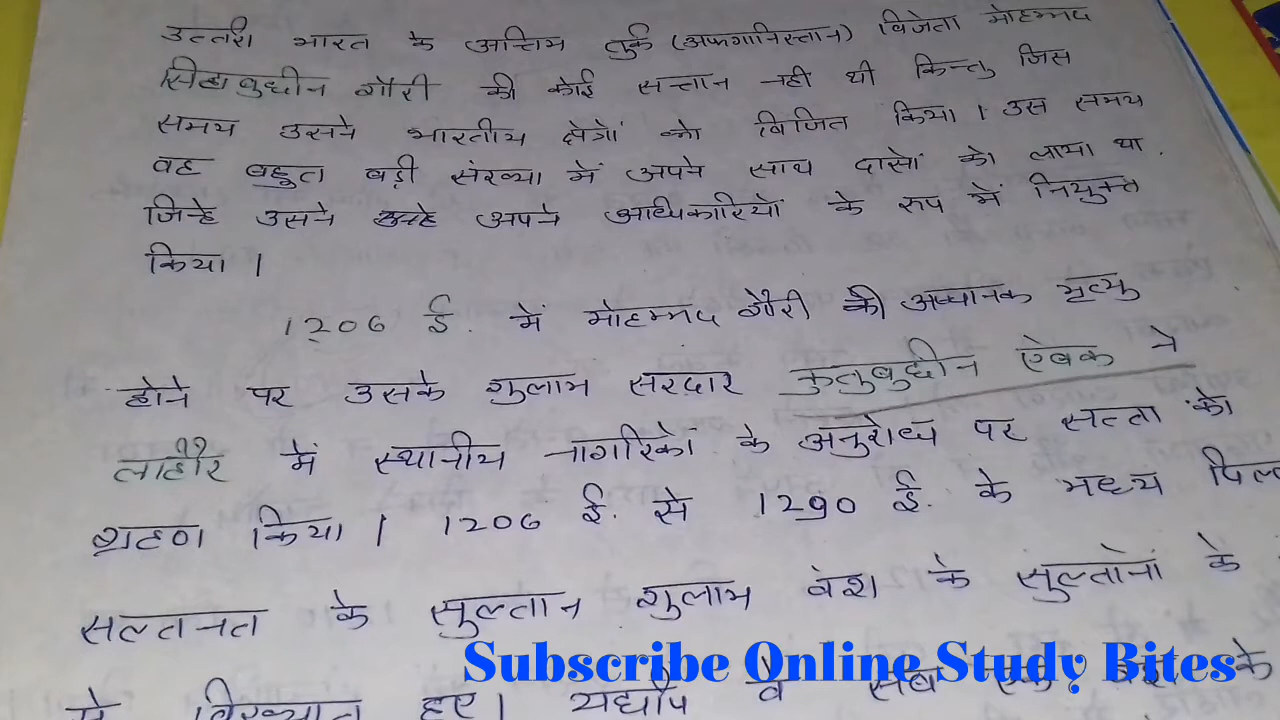 उत्तरी भारत के अन्तिम तुर्क (अफगानिस्तान) विजेता मोहम्मद
सिहाबुद्दीन गौरी की कोई सन्तान नही थी किन्तु जिस
समय उसने भारतीय क्षेत्रों को विजित किया। उस समय
वह बहुत बड़ी संख्या में अपने साथ दासों को लाया था.
जिन्हे उसने अपने अधिकारियों के रुप में नियुक्त
किया।
1206 ई. में मोहम्मद गौरी की अचानक मृत्यु
होने पर उसके गुलाम सरदार कुतुबुद्दीन ऐबक ने
लाहौर में स्थानीय नागरिकों के अनुरोध पर सत्ता को
ग्रहण किया। 1206 ई. से 1290 ई. के मध्य दिल
सल्तनत के सुल्तान गुलाम वंश के सुल्तानों के
विख्यात हुए। यद्यपि वे सब एक के
Subscribe Online Study Bites